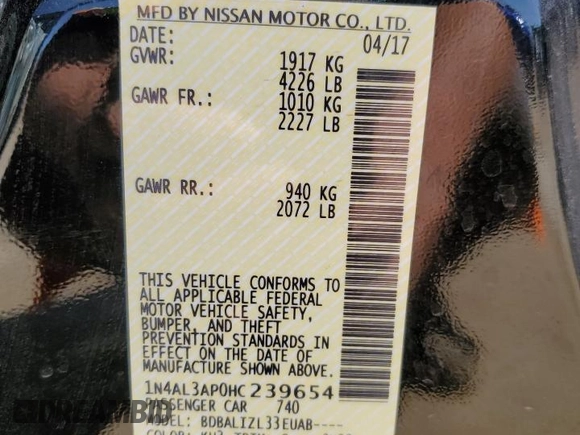 MFD BY NISSAN MOTOR CO., LTD.
DATE: 04/17
GVWR: 1917 KG
4226 LB
GAWR FR.: 1010 KG
2227 LB
GAWR RR.: 940 KG
2072 LB
THIS VEHICLE CONFORMS TO
ALL APPLICABLE FEDERAL
MOTOR VEHICLE SAFETY,
BUMPER, AND THEFT
PREVENTION STANDARDS IN
EFFECT ON THE DATE OF
MANUFACTURE SHOWN ABOVE.
1N4AL3AP0HC239654
PASSENGER CAR 740
MODEL: BDBALIZL33EUAB----
COLOR: